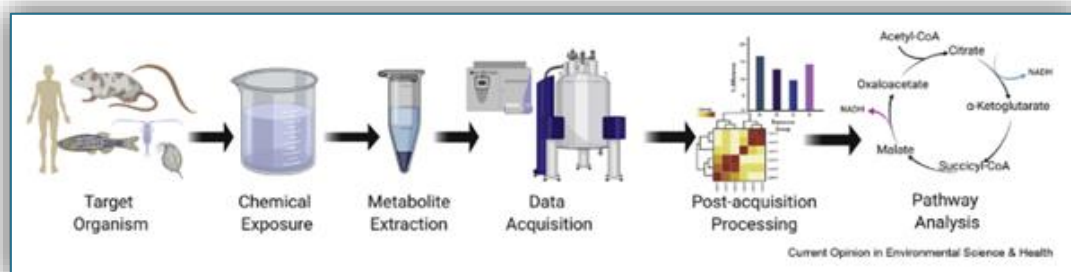 Target
Organism
Chemical
Exposure
Metabolite
Extraction
Data
Acquisition
Post-acquisition
Processing
Acetyl-CoA
Citrate
NADH
α-Ketoglutarate
Succicyl-CoA
Malate
NADH
Oxaloacetate
Pathway
Analysis
Current Opinion in Environmental Science & Health